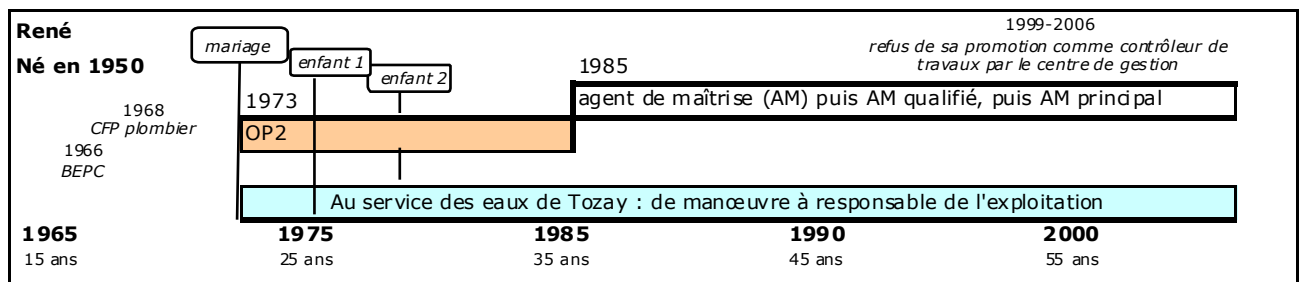 René
Né en 1950
mariage
enfant 1
enfant 2
1999-2006
refus de sa promotion comme contrôleur de
travaux par le centre de gestion
1985
1973
agent de maîtrise (AM) puis AM qualifié, puis AM principal
1968
CFP plombier
OP2
1966
BEPC
Au service des eaux de Tozay : de manœuvre à responsable de l'exploitation
1965 1975 1985 1990 2000
15 ans 25 ans 35 ans 45 ans 55 ans